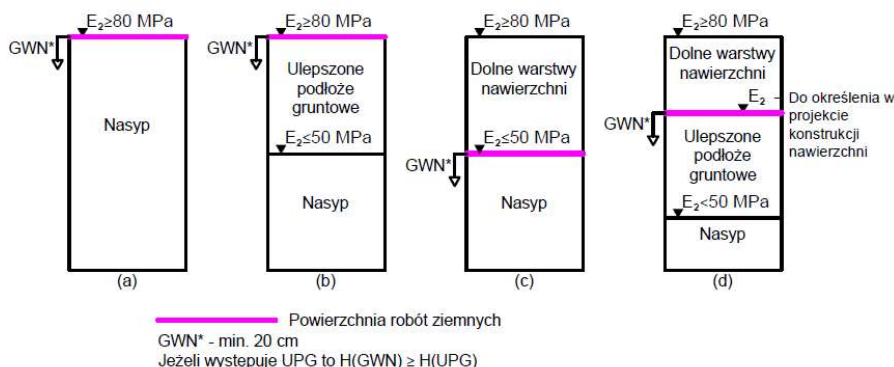 E₂≥80 MPa
GWN*
Nasyp
(a)
E₂≥80 MPa
GWN*
Ulepszone
podłoże
gruntowe
E₂≤50 MPa
Nasyp
(b)
E₂≥80 MPa
Dolne warstwy
nawierzchni
E₂≤50 MPa
GWN*
Nasyp
(c)
E₂≥80 MPa
Dolne warstwy
nawierzchni
E₂ – Do określenia w
projekcie
konstrukcji
nawierzchni
GWN*
Ulepszone
podłoże
gruntowe
E₂<50 MPa
Nasyp
(d)
Powierzchnia robót ziemnych
GWN* - min. 20 cm
Jeżeli występuje UPG to H(GWN) ≥ H(UPG)